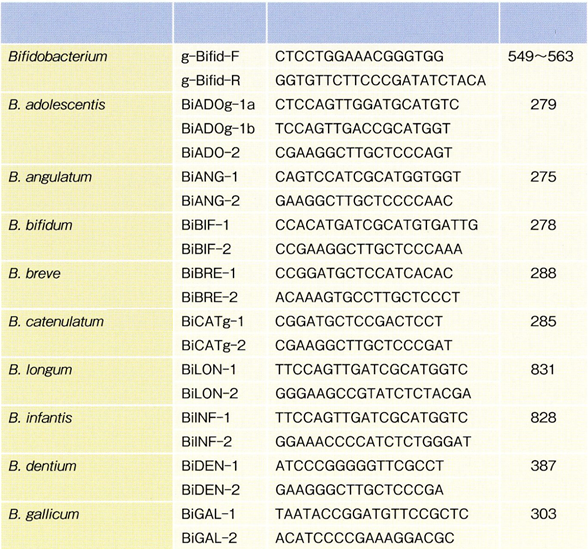 Bifidobacterium g-Bifid-F CTCCTGGAAACGGGTGG 549～563
g-Bifid-R GGTGTTCTTCCCGATATCTACA
B. adolescentis BiADOg-1a CTCCAGTTGGATGCATGTC 279
BiADOg-1b TCCAGTTGACCGCATGGT
BiADO-2 CGAAGGCTTGCTCCCAGT
B. angulatum BiANG-1 CAGTCCATCGCATGGTGGT 275
BiANG-2 GAAGGCTTGCTCCCCAAC
B. bifidum BiBIF-1 CCACATGATCGCATGTGATTG 278
BiBIF-2 CCGAAGGCTTGCTCCCAAA
B. breve BiBRE-1 CCGGATGCTCCATCACAC 288
BiBRE-2 ACAAAGTGCCTTGCTCCCT
B. catenulatum BiCATg-1 CGGATGCTCCGACTCCT 285
BiCATg-2 CGAAGGCTTGCTCCCGAT
B. longum BiLON-1 TTCCAGTTGATCGCATGGTC 831
BiLON-2 GGGAAGCCGTATCTCTACGA
B. infantis BiINF-1 TTCCAGTTGATCGCATGGTC 828
BiINF-2 GGAAACCCCATCTCTGGGAT
B. dentium BiDEN-1 ATCCCGGGGGTTCGCCT 387
BiDEN-2 GAAGGGCTTGCTCCCGA
B. gallicum BiGAL-1 TAATACCGGATGTTCCGCTC 303
BiGAL-2 ACATCCCCGAAAGGACGC